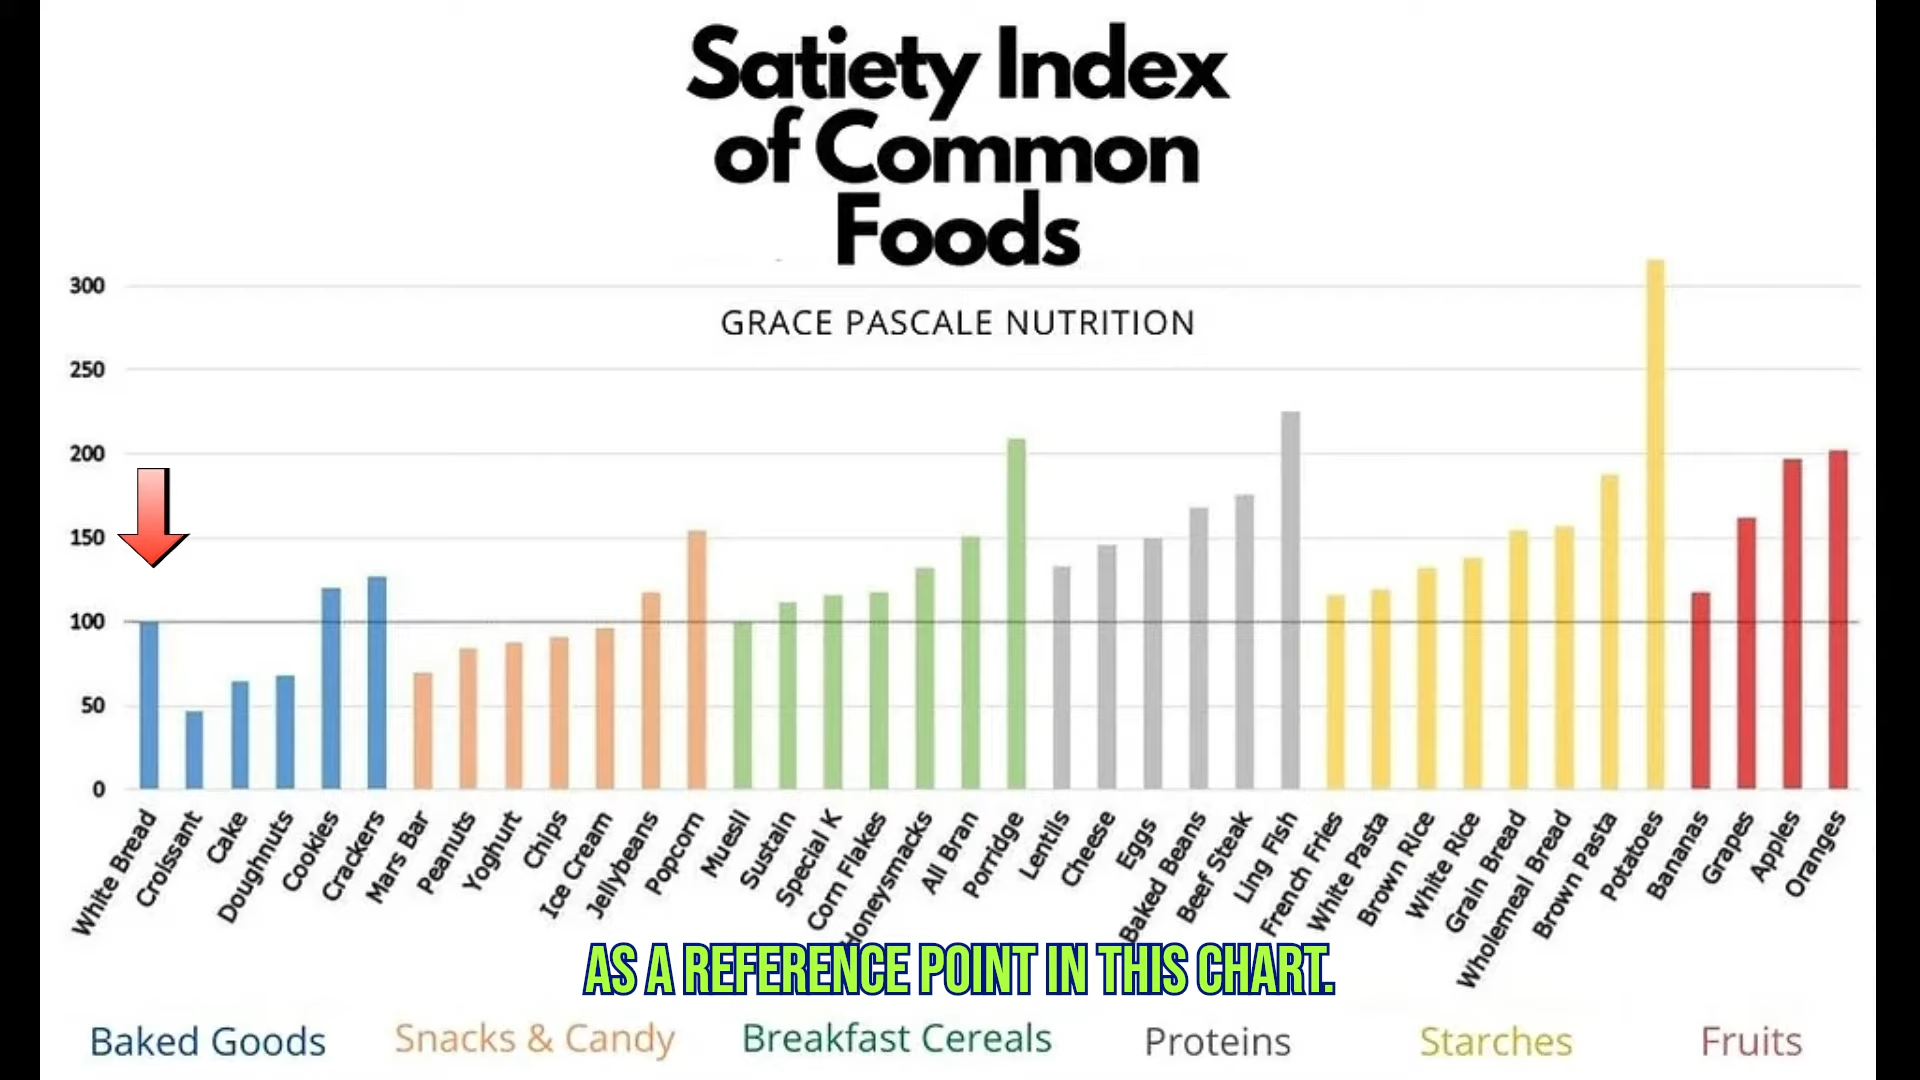 Satiety Index
of Common
Foods
GRACE PASCALE NUTRITION
300
250
200
150
100
50
0
White Bread
Croissant
Cake
Doughnuts
Cookies
Crackers
Mars Bar
Peanuts
Yoghurt
Chips
Ice Cream
Jellybeans
Popcorn
Muesil
Sustain
Special K
Corn Flakes
Honeysmacks
All Bran
Porridge
Lentils
Cheese
Eggs
Baked Beans
Beef Steak
Ling Fish
French Fries
White Pasta
Brown Rice
White Rice
Grain Bread
Wholemeal Bread
Brown Pasta
Potatoes
Bananas
Grapes
Apples
Oranges
AS A REFERENCE POINT IN THIS CHART.
Baked Goods
Snacks & Candy
Breakfast Cereals
Proteins
Starches
Fruits